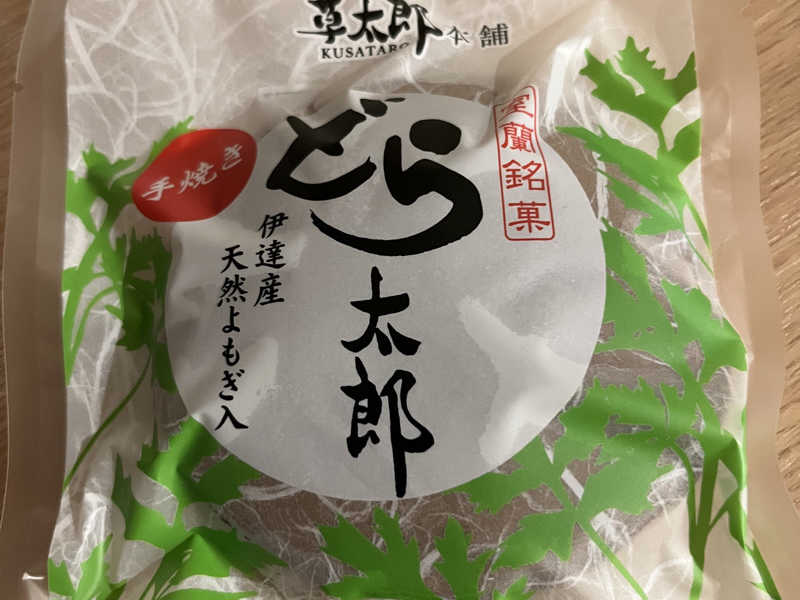 草太郎本舗
KUSATARO
室蘭銘菓
どら
太郎
手焼き
伊達産
天然よもぎ入